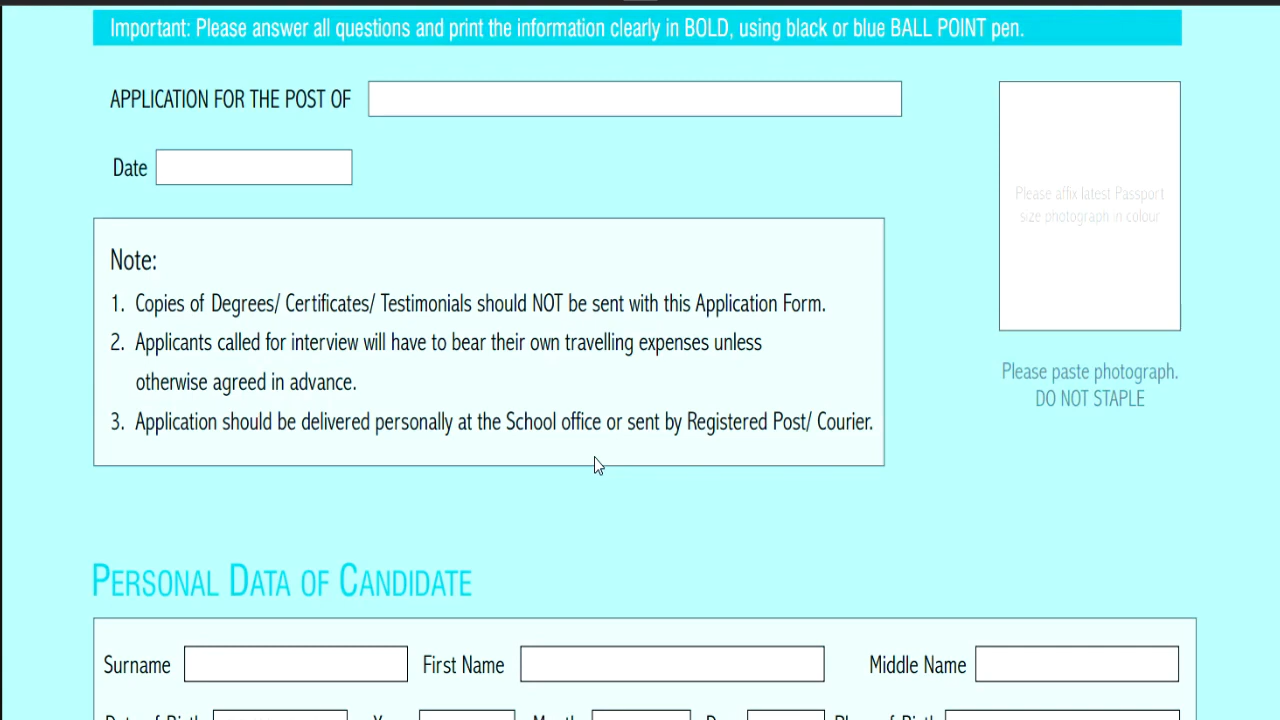 Important: Please answer all questions and print the information clearly in BOLD, using black or blue BALL POINT pen.
APPLICATION FOR THE POST OF
Date
Please affix latest Passport
size photograph in colour
Please paste photograph.
DO NOT STAPLE
Note:
1. Copies of Degrees/ Certificates/ Testimonials should NOT be sent with this Application Form.
2. Applicants called for interview will have to bear their own travelling expenses unless
otherwise agreed in advance.
3. Application should be delivered personally at the School office or sent by Registered Post/ Courier.
PERSONAL DATA OF CANDIDATE
Surname First Name Middle Name